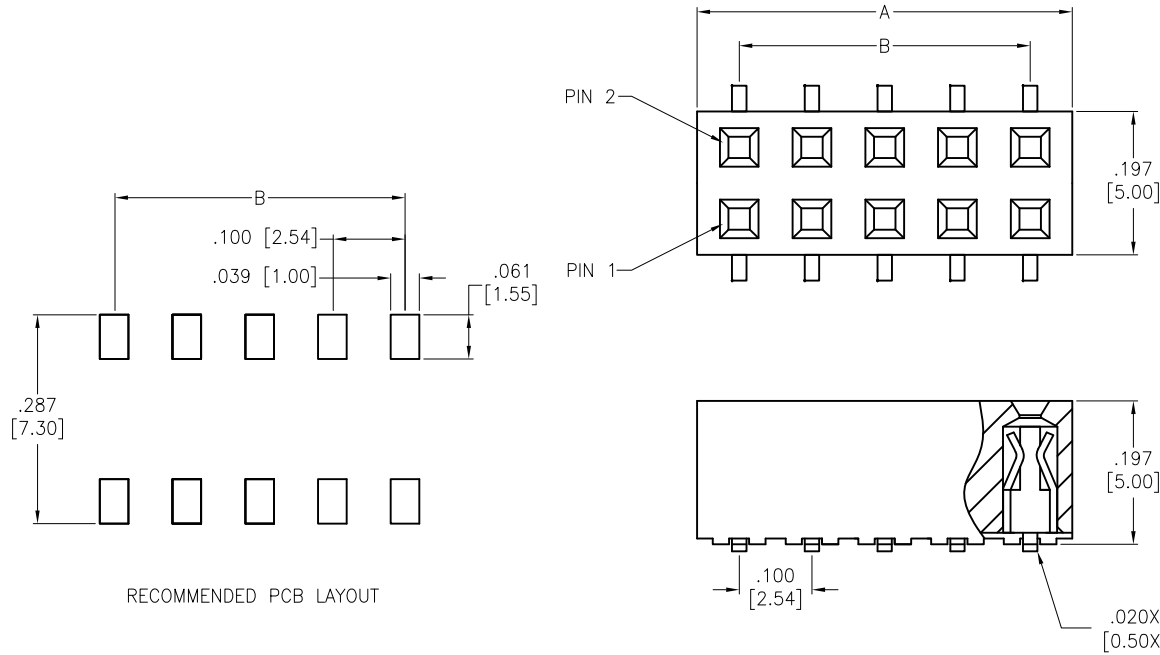 A
B
PIN 2
.197
[5.00]
PIN 1
B
.100 [2.54]
.039 [1.00]
.061
[1.55]
.287
[7.30]
RECOMMENDED PCB LAYOUT
.197
[5.00]
.100
[2.54]
.020X
[0.50X